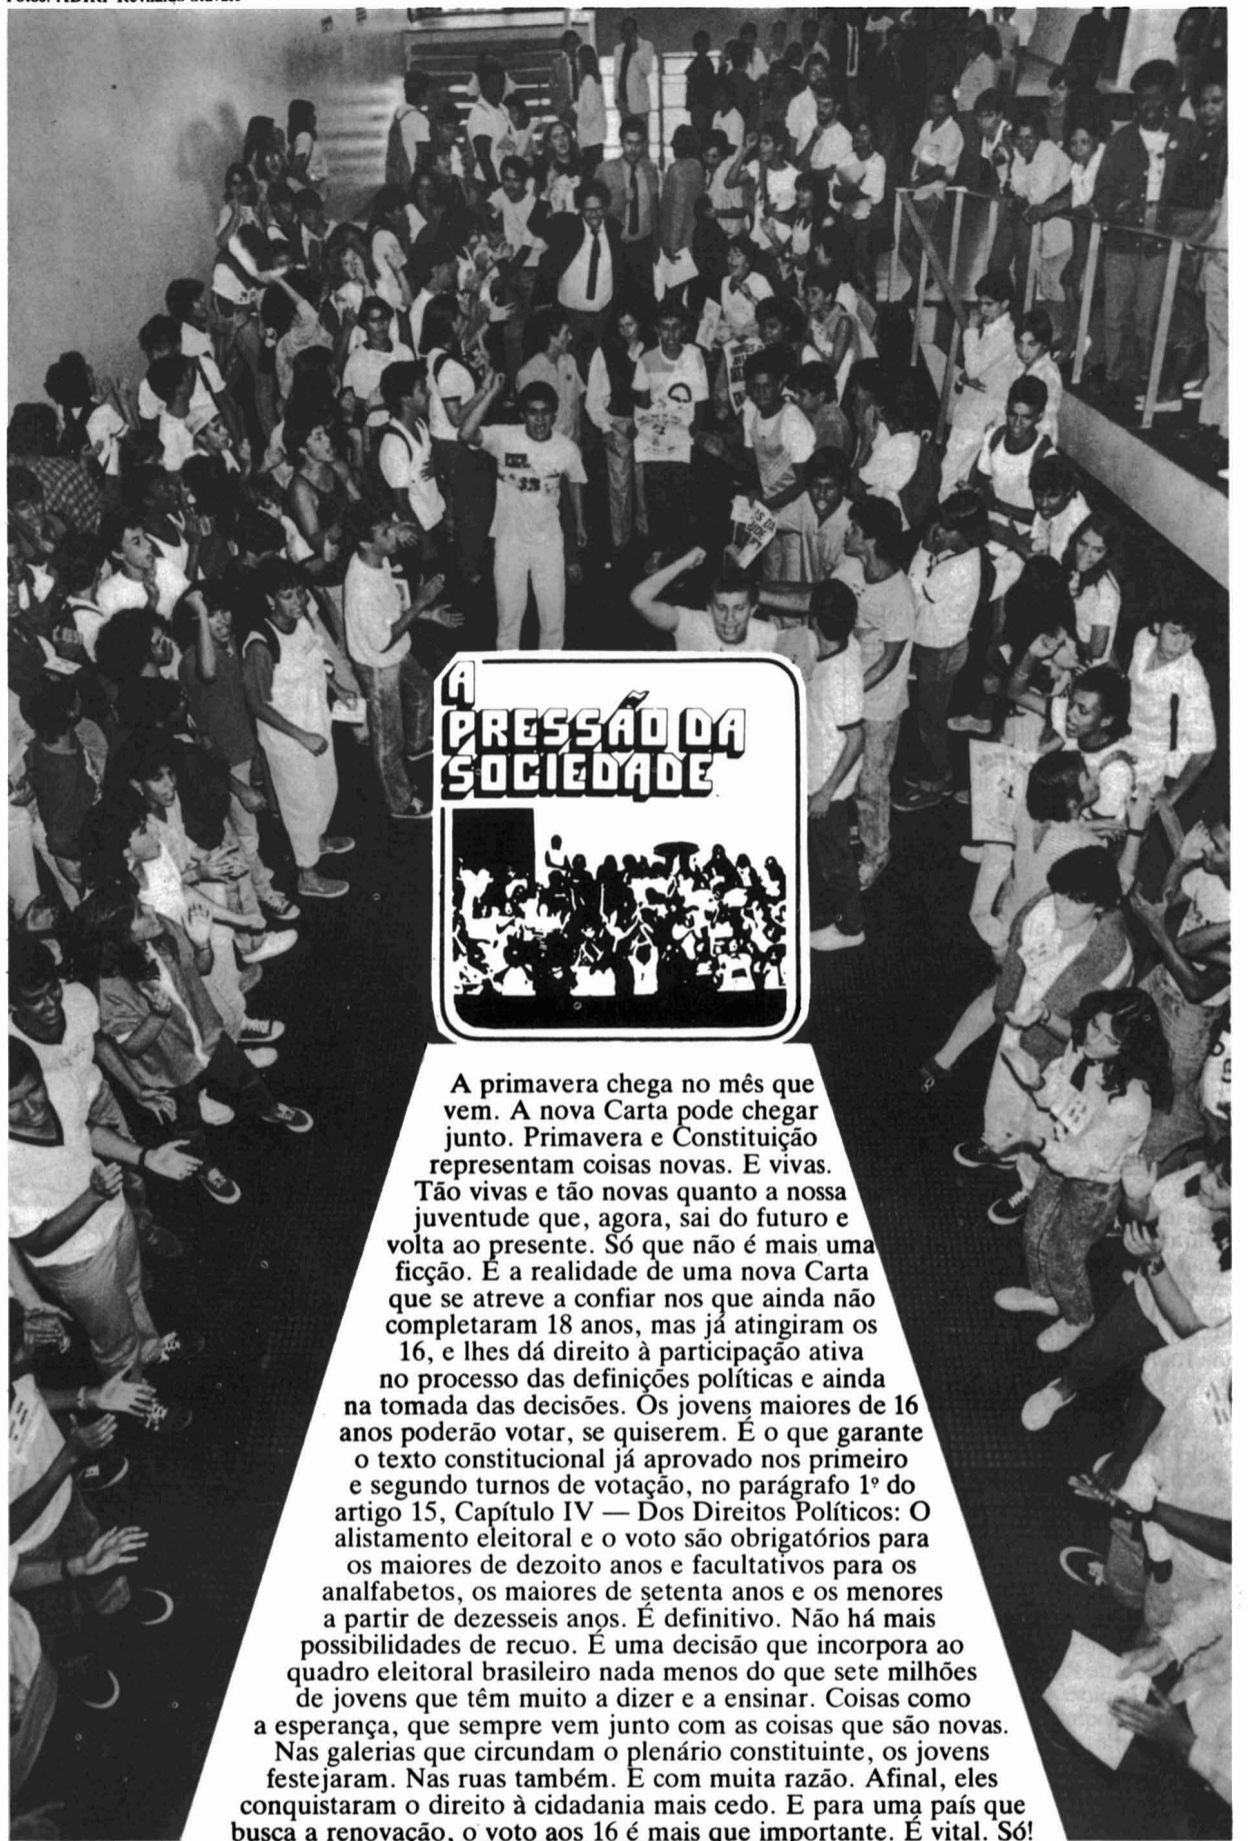 A
PRESSÃO DA
SOCIEDADE
A primavera chega no mês que
vem. A nova Carta pode chegar
junto. Primavera e Constituição
representam coisas novas. E vivas.
Tão vivas e tão novas quanto a nossa
juventude que, agora, sai do futuro e
volta ao presente. Só que não é mais uma
ficção. É a realidade de uma nova Carta
que se atreve a confiar nos que ainda não
completaram 18 anos, mas já atingiram os
16, e lhes dá direito à participação ativa
no processo das definições políticas e ainda
na tomada das decisões. Os jovens maiores de 16
anos poderão votar, se quiserem. É o que garante
o texto constitucional já aprovado nos primeiro
e segundo turnos de votação, no parágrafo 1º do
artigo 15, Capítulo IV — Dos Direitos Políticos: O
alistamento eleitoral e o voto são obrigatórios para
os maiores de dezoito anos e facultativos para os
analfabetos, os maiores de setenta anos e os menores
a partir de dezesseis anos. É definitivo. Não há mais
possibilidades de recuo. É uma decisão que incorpora ao
quadro eleitoral brasileiro nada menos do que sete milhões
de jovens que têm muito a dizer e a ensinar. Coisas como
a esperança, que sempre vem junto com as coisas que são novas.
Nas galerias que circundam o plenário constituinte, os jovens
festejaram. Nas ruas também. E com muita razão. Afinal, eles
conquistaram o direito à cidadania mais cedo. E para uma país que
busca a renovação, o voto aos 16 é mais que importante. É vital. Só!